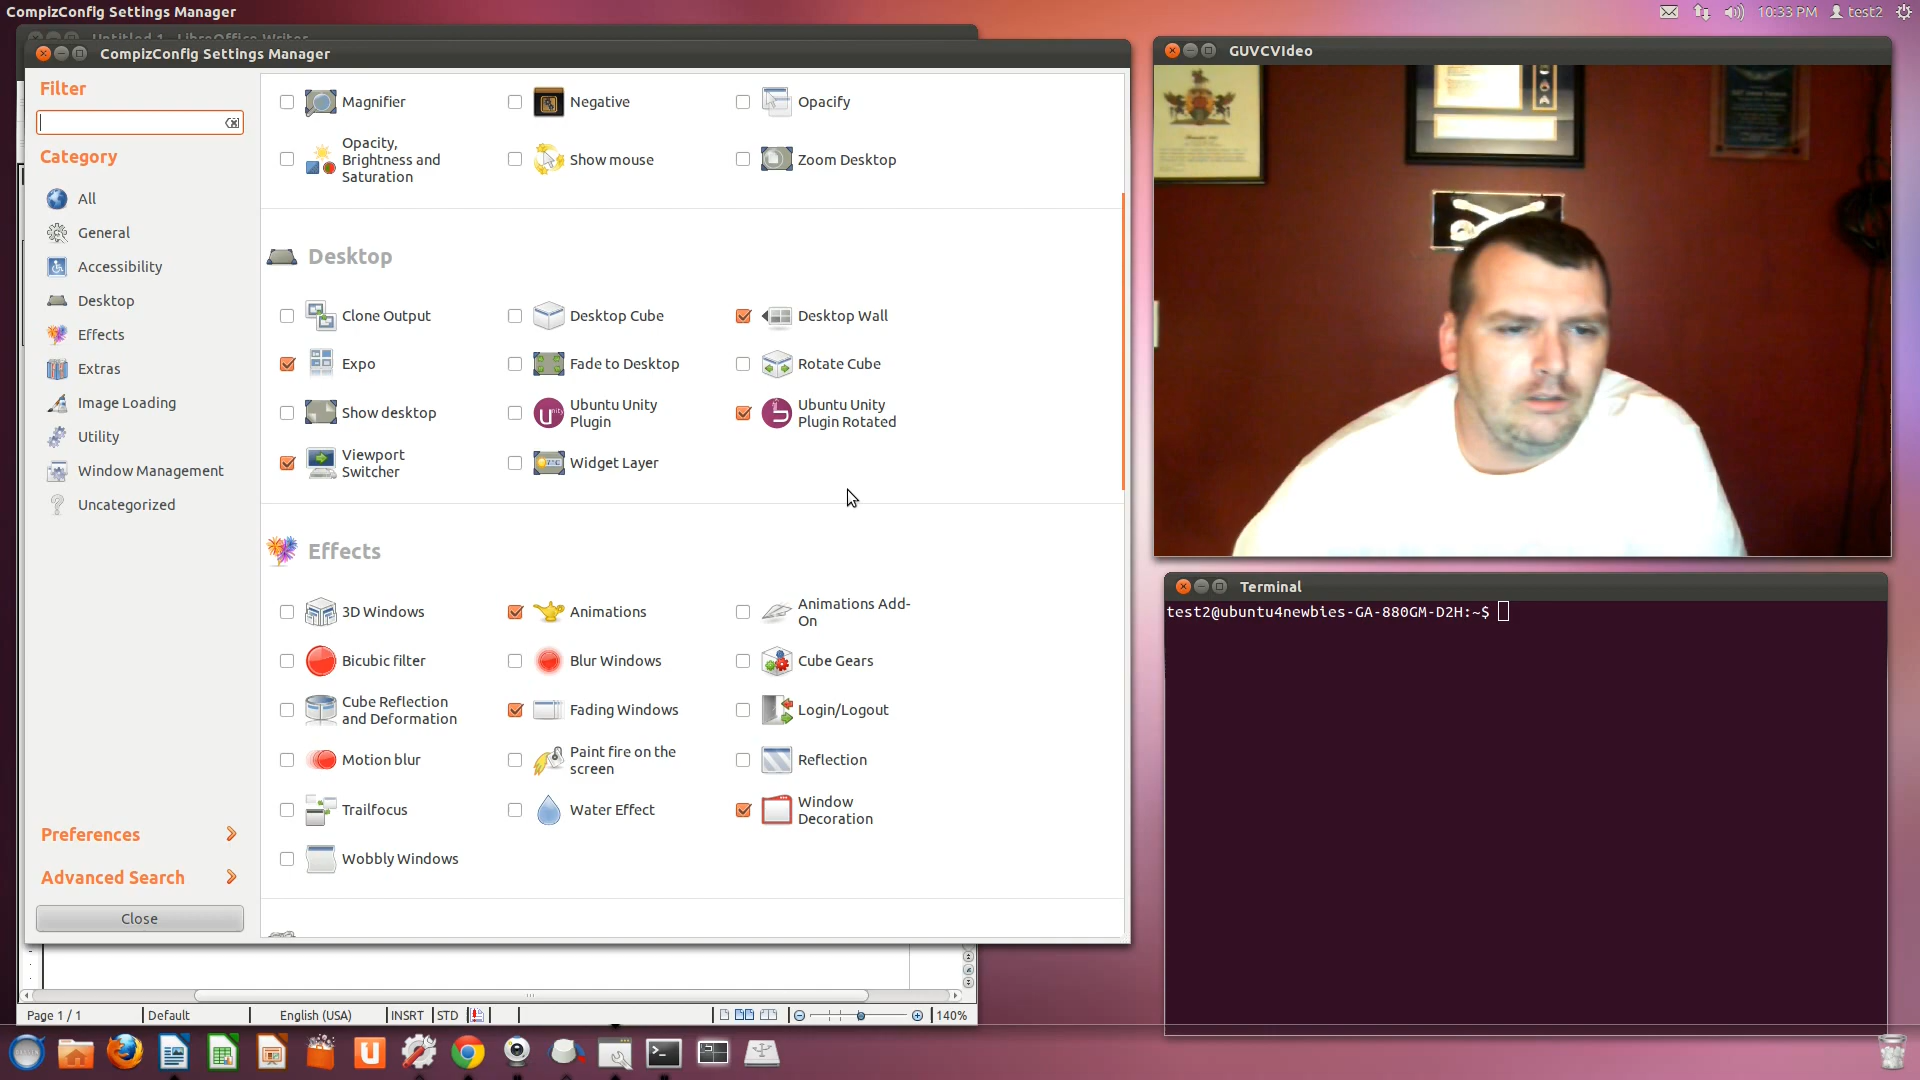 CompizConfig Settings Manager
10:33 PM
test2
Untitled 1 - LibreOffice Writer
CompizConfig Settings Manager
Filter
Category
All
General
Accessibility
Desktop
Effects
Extras
Image Loading
Utility
Window Management
Uncategorized
Preferences
Advanced Search
Close
Magnifier
Negative
Opacify
Opacity,
Brightness and
Saturation
Show mouse
Zoom Desktop
Desktop
Clone Output
Desktop Cube
Desktop Wall
Expo
Fade to Desktop
Rotate Cube
Show desktop
Ubuntu Unity
Plugin
Ubuntu Unity
Plugin Rotated
Viewport
Switcher
Widget Layer
Effects
3D Windows
Animations
Animations Add-
On
Bicubic filter
Blur Windows
Cube Gears
Cube Reflection
and Deformation
Fading Windows
Login/Logout
Motion blur
Paint fire on the
screen
Reflection
Trailfocus
Water Effect
Window
Decoration
Wobbly Windows
GUVCVideo
Terminal
test2@ubuntu4newbies-GA-880GM-D2H:~$
Page 1 / 1
Default
English (USA)
INSRT
STD
140%